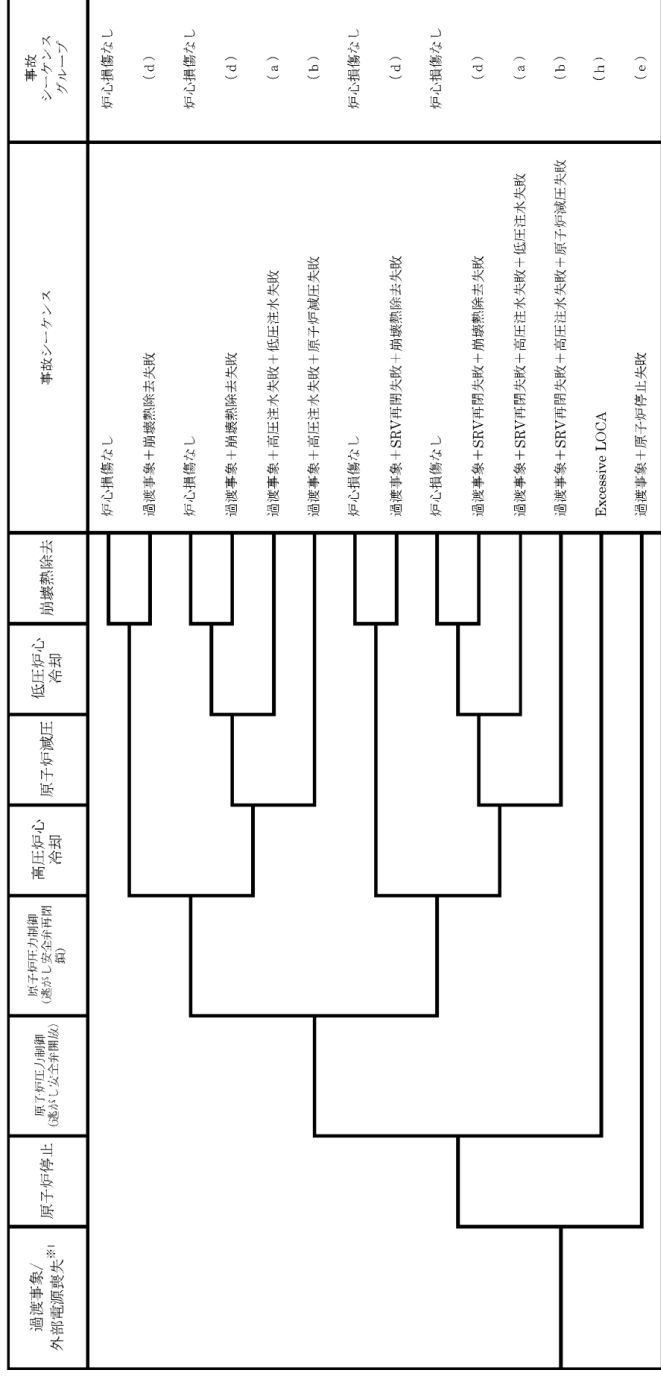 過渡事象/
外部電源喪失※1
原子炉停止
原子炉圧力制御
(逃がし安全弁開放)
原子炉圧力制御
(逃がし安全弁再閉
鎖)
高圧炉心
冷却
原子炉減圧
低圧炉心
冷却
崩壊熱除去
事故シーケンス
事故
シーケンス
グループ
炉心損傷なし
炉心損傷なし
過渡事象+崩壊熱除去失敗
(d)
炉心損傷なし
炉心損傷なし
過渡事象+崩壊熱除去失敗
(d)
過渡事象+高圧注水失敗+低圧注水失敗
(a)
過渡事象+高圧注水失敗+原子炉減圧失敗
(b)
炉心損傷なし
炉心損傷なし
過渡事象+SRV再閉失敗+崩壊熱除去失敗
(d)
炉心損傷なし
炉心損傷なし
過渡事象+SRV再閉失敗+崩壊熱除去失敗
(d)
過渡事象+SRV再閉失敗+高圧注水失敗+低圧注水失敗
(a)
過渡事象+SRV再閉失敗+高圧注水失敗+原子炉減圧失敗
(b)
Excessive LOCA
(h)
過渡事象+原子炉停止失敗
(e)